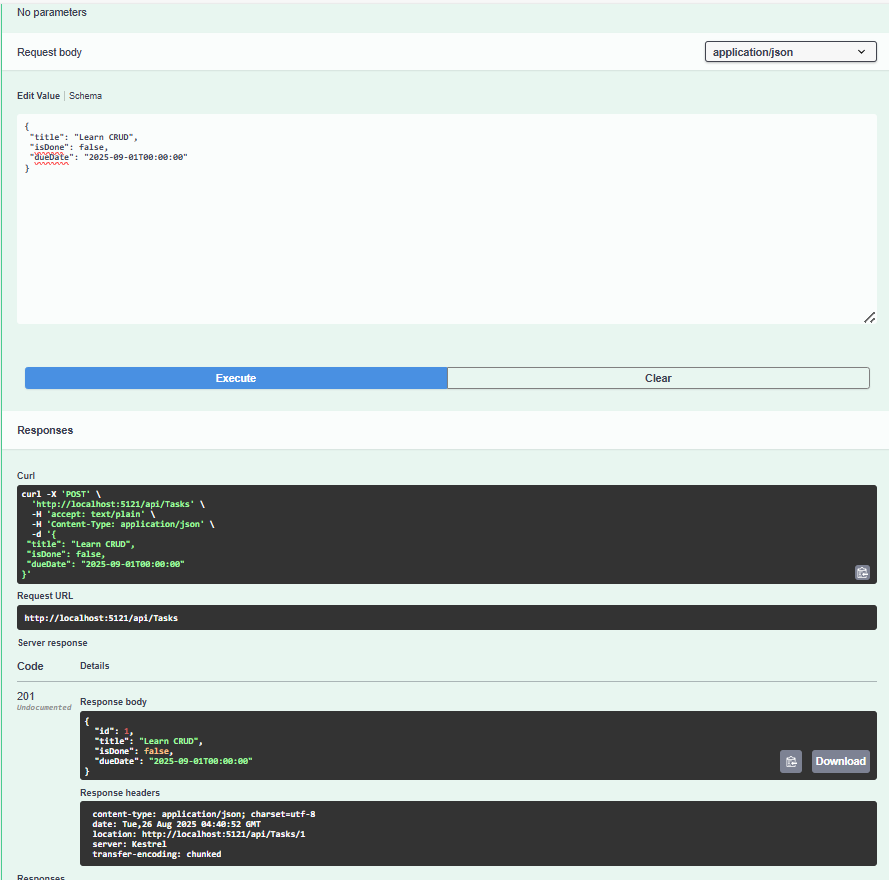 No parameters
Request body
application/json
Edit Value | Schema
{
 "title": "Learn CRUD",
 "isDone": false,
 "dueDate": "2025-09-01T00:00:00"
}
Execute
Clear
Responses
Curl
curl -X 'POST' \
  'http://localhost:5121/api/Tasks' \
  -H 'accept: text/plain' \
  -H 'Content-Type: application/json' \
  -d '{
 "title": "Learn CRUD",
 "isDone": false,
 "dueDate": "2025-09-01T00:00:00"
}'
Request URL
http://localhost:5121/api/Tasks
Server response
Code Details
201
Undocumented
Response body
{
  "id": 1,
  "title": "Learn CRUD",
  "isDone": false,
  "dueDate": "2025-09-01T00:00:00"
}
Download
Response headers
content-type: application/json; charset=utf-8
date: Tue,26 Aug 2025 04:40:52 GMT
location: http://localhost:5121/api/Tasks/1
server: Kestrel
transfer-encoding: chunked
Responses